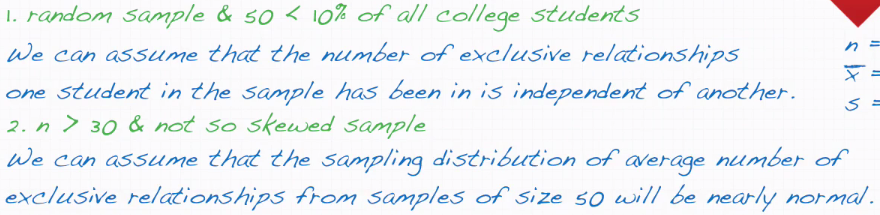 1. random sample & 50 < 10% of all college students
We can assume that the number of exclusive relationships
n =
one student in the sample has been in is independent of another.
x̅ =
s =
2. n > 30 & not so skewed sample
We can assume that the sampling distribution of average number of
exclusive relationships from samples of size 50 will be nearly normal.